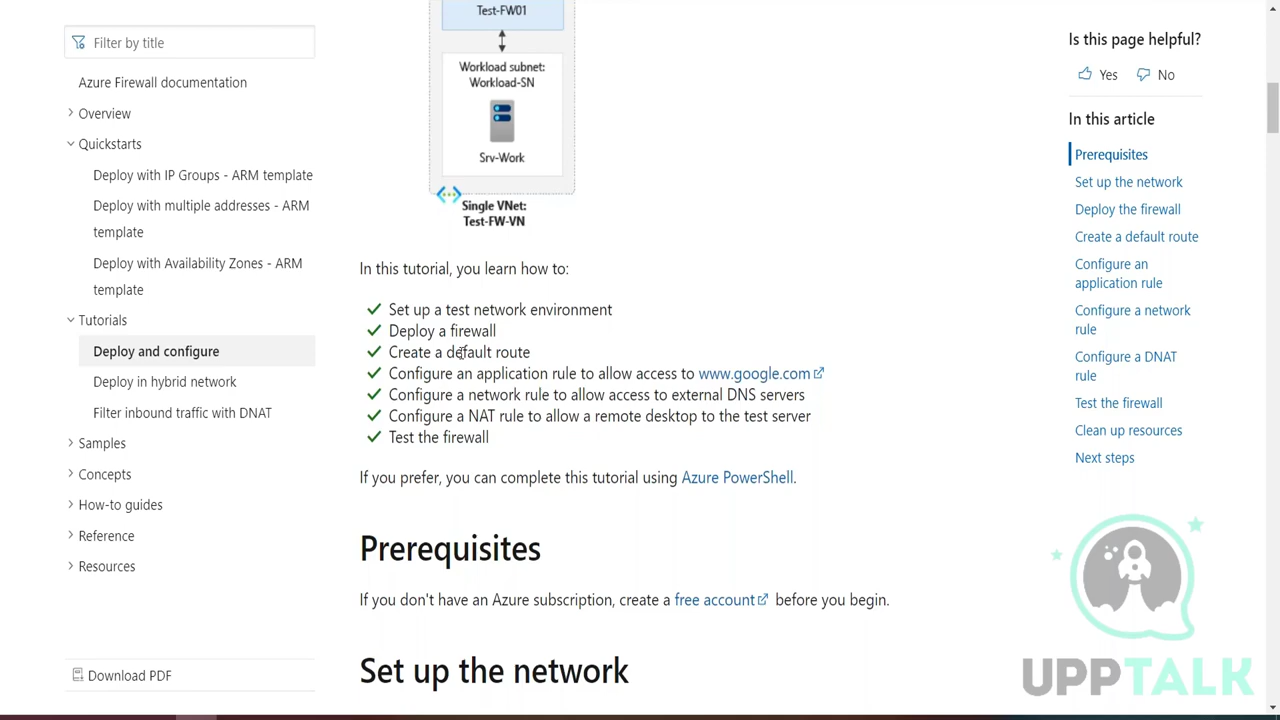 Filter by title
Azure Firewall documentation
Overview
Quickstarts
Deploy with IP Groups - ARM template
Deploy with multiple addresses - ARM
template
Deploy with Availability Zones - ARM
template
Tutorials
Deploy and configure
Deploy in hybrid network
Filter inbound traffic with DNAT
Samples
Concepts
How-to guides
Reference
Resources
Download PDF
Test-FW01
Workload subnet:
Workload-SN
Srv-Work
Single VNet:
Test-FW-VN
In this tutorial, you learn how to:
Set up a test network environment
Deploy a firewall
Create a default route
Configure an application rule to allow access to www.google.com
Configure a network rule to allow access to external DNS servers
Configure a NAT rule to allow a remote desktop to the test server
Test the firewall
If you prefer, you can complete this tutorial using Azure PowerShell.
Prerequisites
If you don't have an Azure subscription, create a free account before you begin.
Set up the network
Is this page helpful?
Yes No
In this article
Prerequisites
Set up the network
Deploy the firewall
Create a default route
Configure an
application rule
Configure a network
rule
Configure a DNAT
rule
Test the firewall
Clean up resources
Next steps
UPPTALK